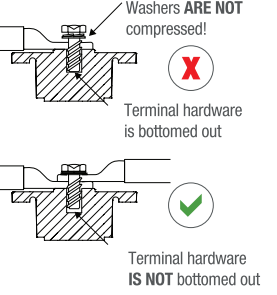 Washers ARE NOT
compressed!
X
Terminal hardware
is bottomed out
Terminal hardware
IS NOT bottomed out